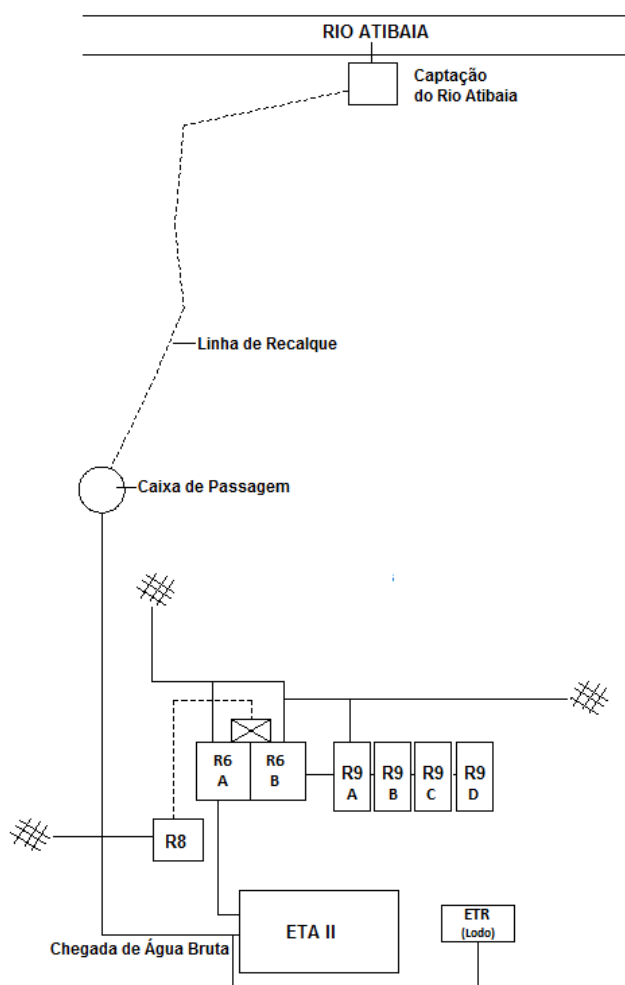 RIO ATIBAIA
Captação
do Rio Atibaia
Linha de Recalque
Caixa de Passagem
R6
A
R6
B
R9
A
R9
B
R9
C
R9
D
R8
ETA II
ETR
(Lodo)
Chegada de Água Bruta